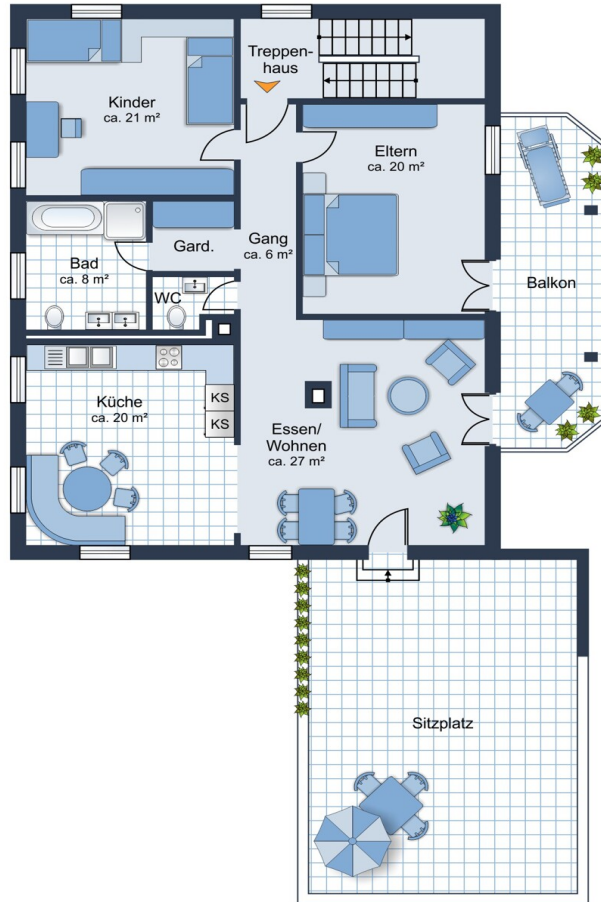 Treppen-
haus
Kinder
ca. 21 m²
Eltern
ca. 20 m²
Gard.
Gang
ca. 6 m²
Bad
ca. 8 m²
WC
Balkon
Küche
ca. 20 m²
KS
KS
Essen/
Wohnen
ca. 27 m²
Sitzplatz